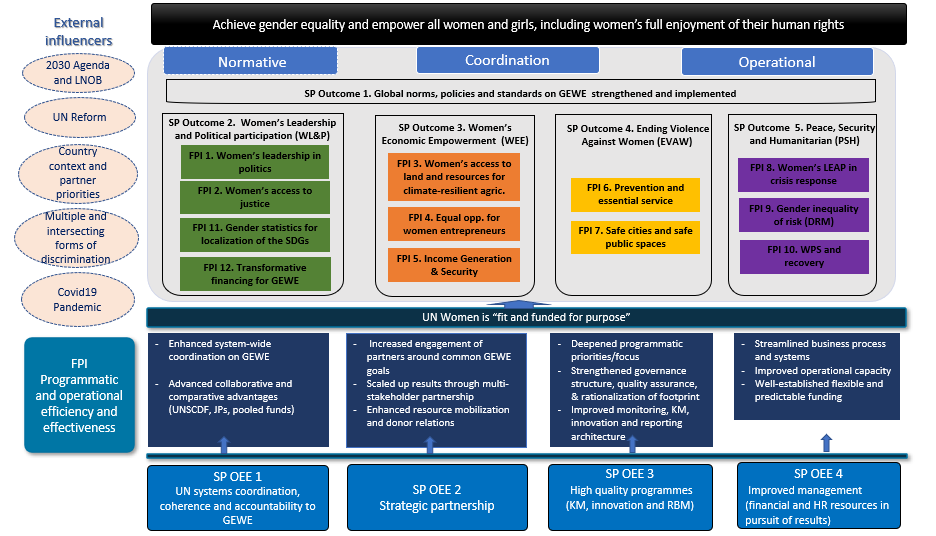 External
influencers
Achieve gender equality and empower all women and girls, including women's full enjoyment of their human rights
2030 Agenda
and LNOB
UN Reform
Country
context and
partner
priorities
Multiple and
intersecting
forms of
discrimination
Covid19
Pandemic
Normative
Coordination
Operational
SP Outcome 1. Global norms, policies and standards on GEWE strengthened and implemented
SP Outcome 2. Women's Leadership
and Political participation (WL&P)
FPI 1. Women's leadership in
politics
FPI 2. Women's access to
justice
FPI 11. Gender statistics for
localization of the SDGs
FPI 12. Transformative
financing for GEWE
SP Outcome 3. Women's
Economic Empowerment (WEE)
FPI 3. Women's access to
land and resources for
climate-resilient agric.
FPI 4. Equal opp. for
women entrepreneurs
FPI 5. Income Generation
& Security
SP Outcome 4. Ending Violence
Against Women (EVAW)
FPI 6. Prevention and
essential service
FPI 7. Safe cities and safe
public spaces
SP Outcome 5. Peace, Security
and Humanitarian (PSH)
FPI 8. Women's LEAP in
crisis response
FPI 9. Gender inequality
of risk (DRM)
FPI 10. WPS and
recovery
UN Women is “fit and funded for purpose”
FPI
Programmatic
and operational
efficiency and
effectiveness
- Enhanced system-wide
coordination on GEWE
- Advanced collaborative and
comparative advantages
(UNSCDF, JPs, pooled funds)
- Increased engagement of
partners around common GEWE
goals
- Scaled up results through multi-
stakeholder partnership
- Enhanced resource mobilization
and donor relations
- Deepened programmatic
priorities/focus
- Strengthened governance
structure, quality assurance,
& rationalization of footprint
- Improved monitoring, KM,
innovation and reporting
architecture
- Streamlined business process
and systems
- Improved operational capacity
- Well-established flexible and
predictable funding
SP OEE 1
UN systems coordination,
coherence and accountability to
GEWE
SP OEE 2
Strategic partnership
SP OEE 3
High quality programmes
(KM, innovation and RBM)
SP OEE 4
Improved management
(financial and HR resources in
pursuit of results)